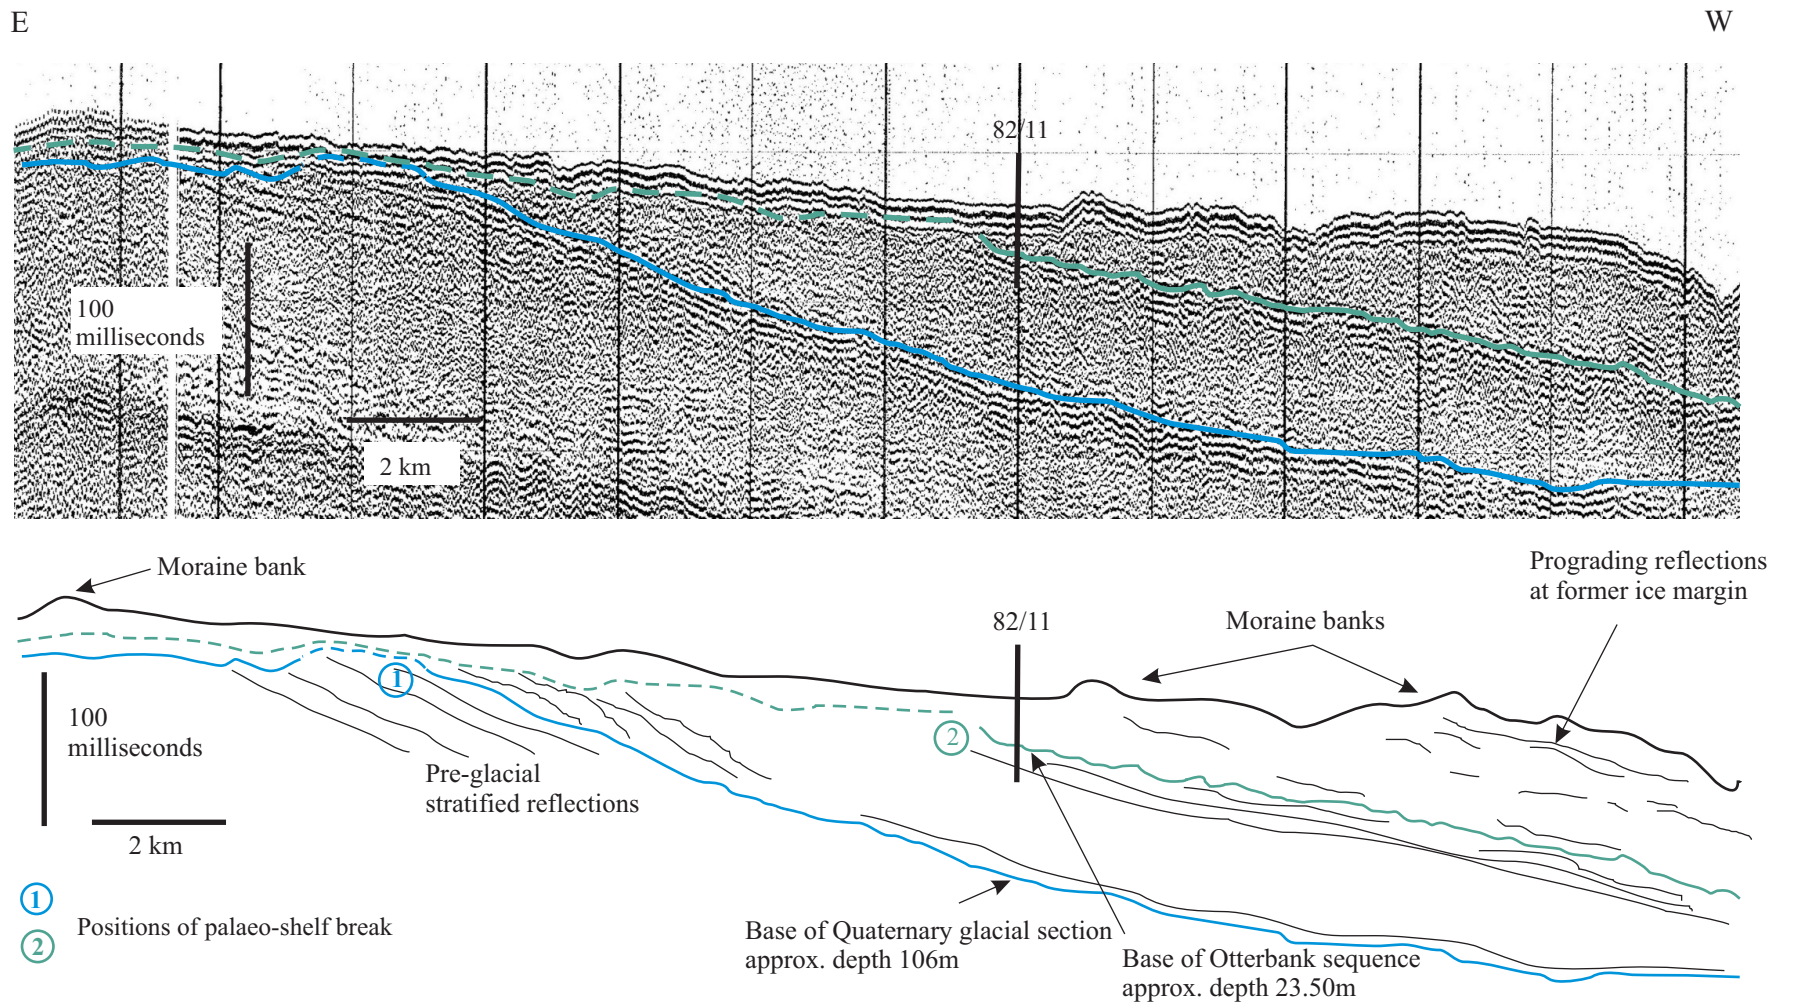 E
W
82/11
100
milliseconds
2 km
Moraine bank
Prograding reflections
at former ice margin
82/11
Moraine banks
1
2
100
milliseconds
Pre-glacial
stratified reflections
2 km
1
Positions of palaeo-shelf break
2
Base of Quaternary glacial section
approx. depth 106m
Base of Otterbank sequence
approx. depth 23.50m